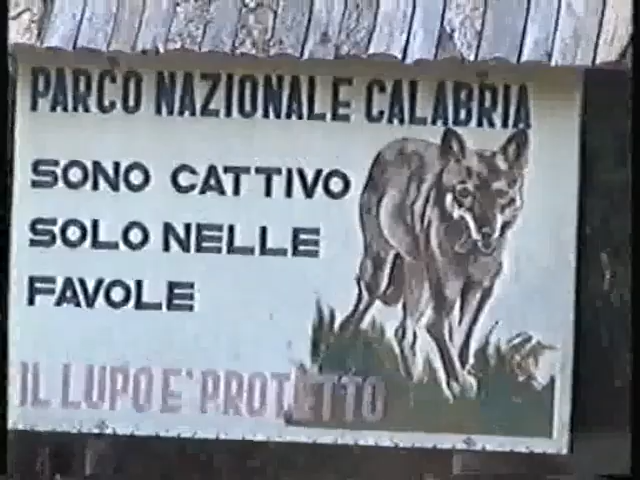 PARCO NAZIONALE CALABRIA
SONO CATTIVO
SOLO NELLE
FAVOLE
IL LUPO E' PROTETTO